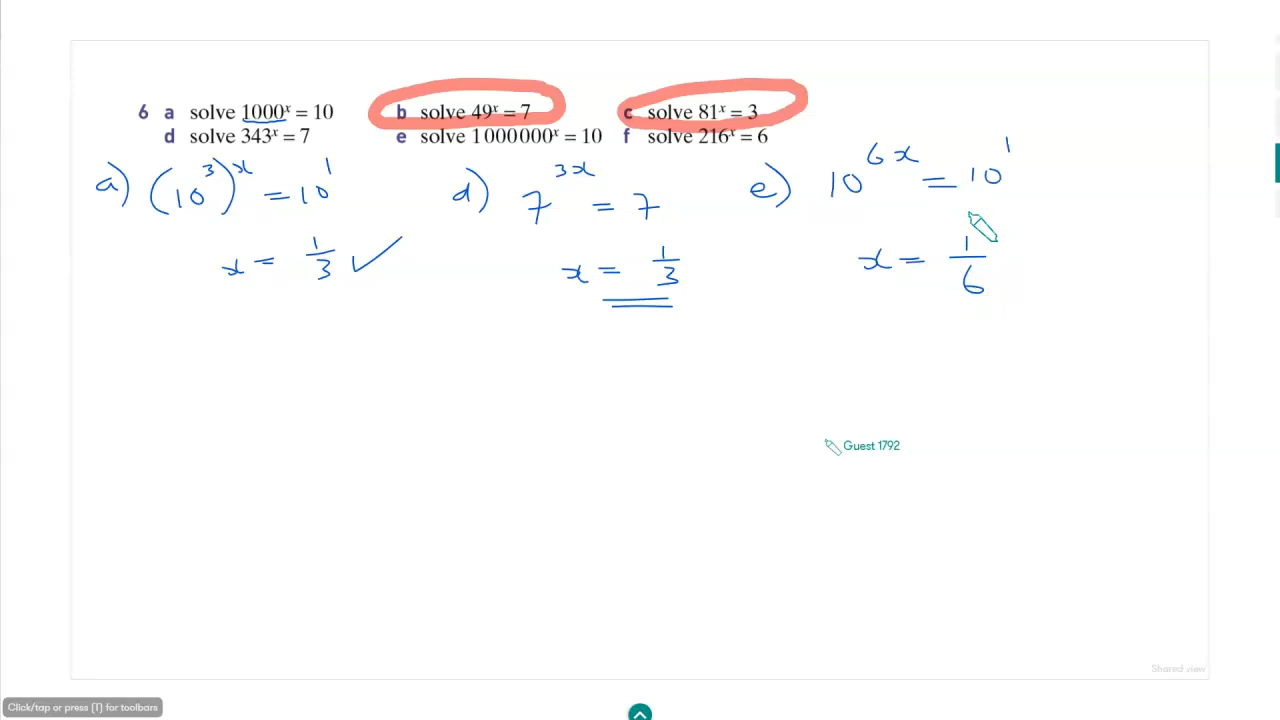 6 a solve 1000ˣ = 10 b solve 49ˣ = 7 c solve 81ˣ = 3
d solve 343ˣ = 7 e solve 1000000ˣ = 10 f solve 216ˣ = 6
a) (10³)ˣ = 10¹
x = 1/3 ✓
d) 7³ˣ = 7
x = 1/3
e) 10⁶ˣ = 10¹
x = 1/6
Guest 1792
Shared view
Click/tap or press (T) for toolbars